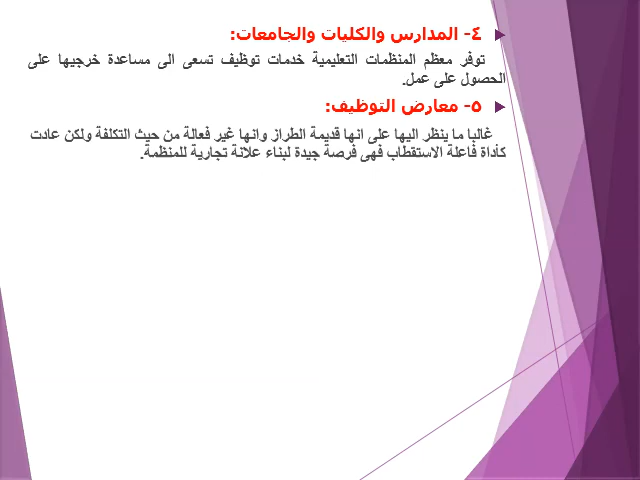 ٤- المدارس والكليات والجامعات:
توفر معظم المنظمات التعليمية خدمات توظيف تسعى الى مساعدة خرجيها على
الحصول على عمل.
٥- معارض التوظيف:
غالبا ما ينظر اليها على انها قديمة الطراز وانها غير فعالة من حيث التكلفة ولكن عادت
كأداة فاعلة الاستقطاب فهى فرصة جيدة لبناء علانة تجارية للمنظمة.